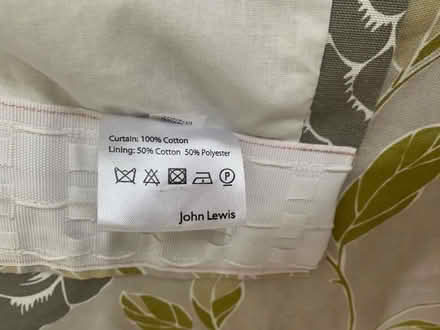 Curtain: 100% Cotton
Lining: 50% Cotton 50% Polyester
P
John Lewis